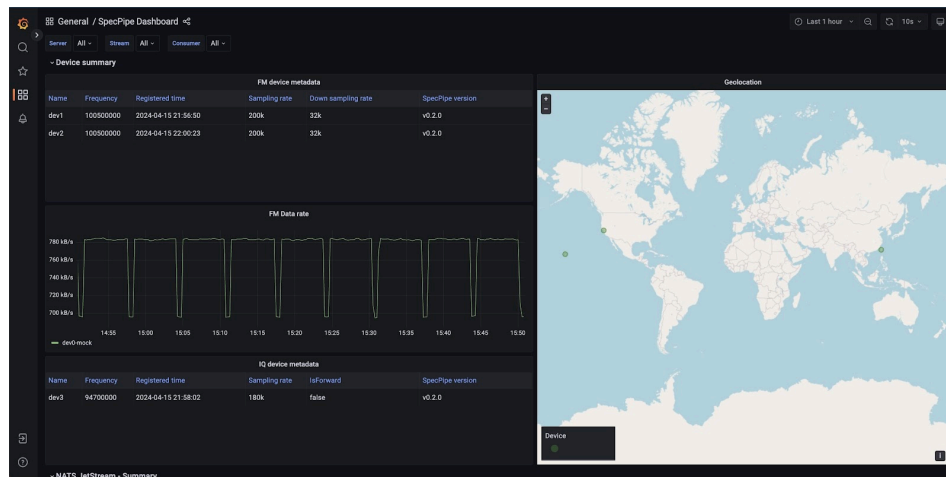 General / SpecPipe Dashboard
Last 1 hour
10s
Server All Stream All Consumer All
Device summary
FM device metadata
Name Frequency Registered time Sampling rate Down sampling rate SpecPipe version
dev1 100500000 2024-04-15 21:56:50 200k 32k v0.2.0
dev2 100500000 2024-04-15 22:00:23 200k 32k v0.2.0
FM Data rate
780 kB/s
760 kB/s
740 kB/s
720 kB/s
700 kB/s
14:55 15:00 15:05 15:10 15:15 15:20 15:25 15:30 15:35 15:40 15:45 15:50
dev0-mock
IQ device metadata
Name Frequency Registered time Sampling rate IsForward SpecPipe version
dev3 94700000 2024-04-15 21:58:02 180k false v0.2.0
Geolocation
+
-
Device
i
NATS JetStream - Summary